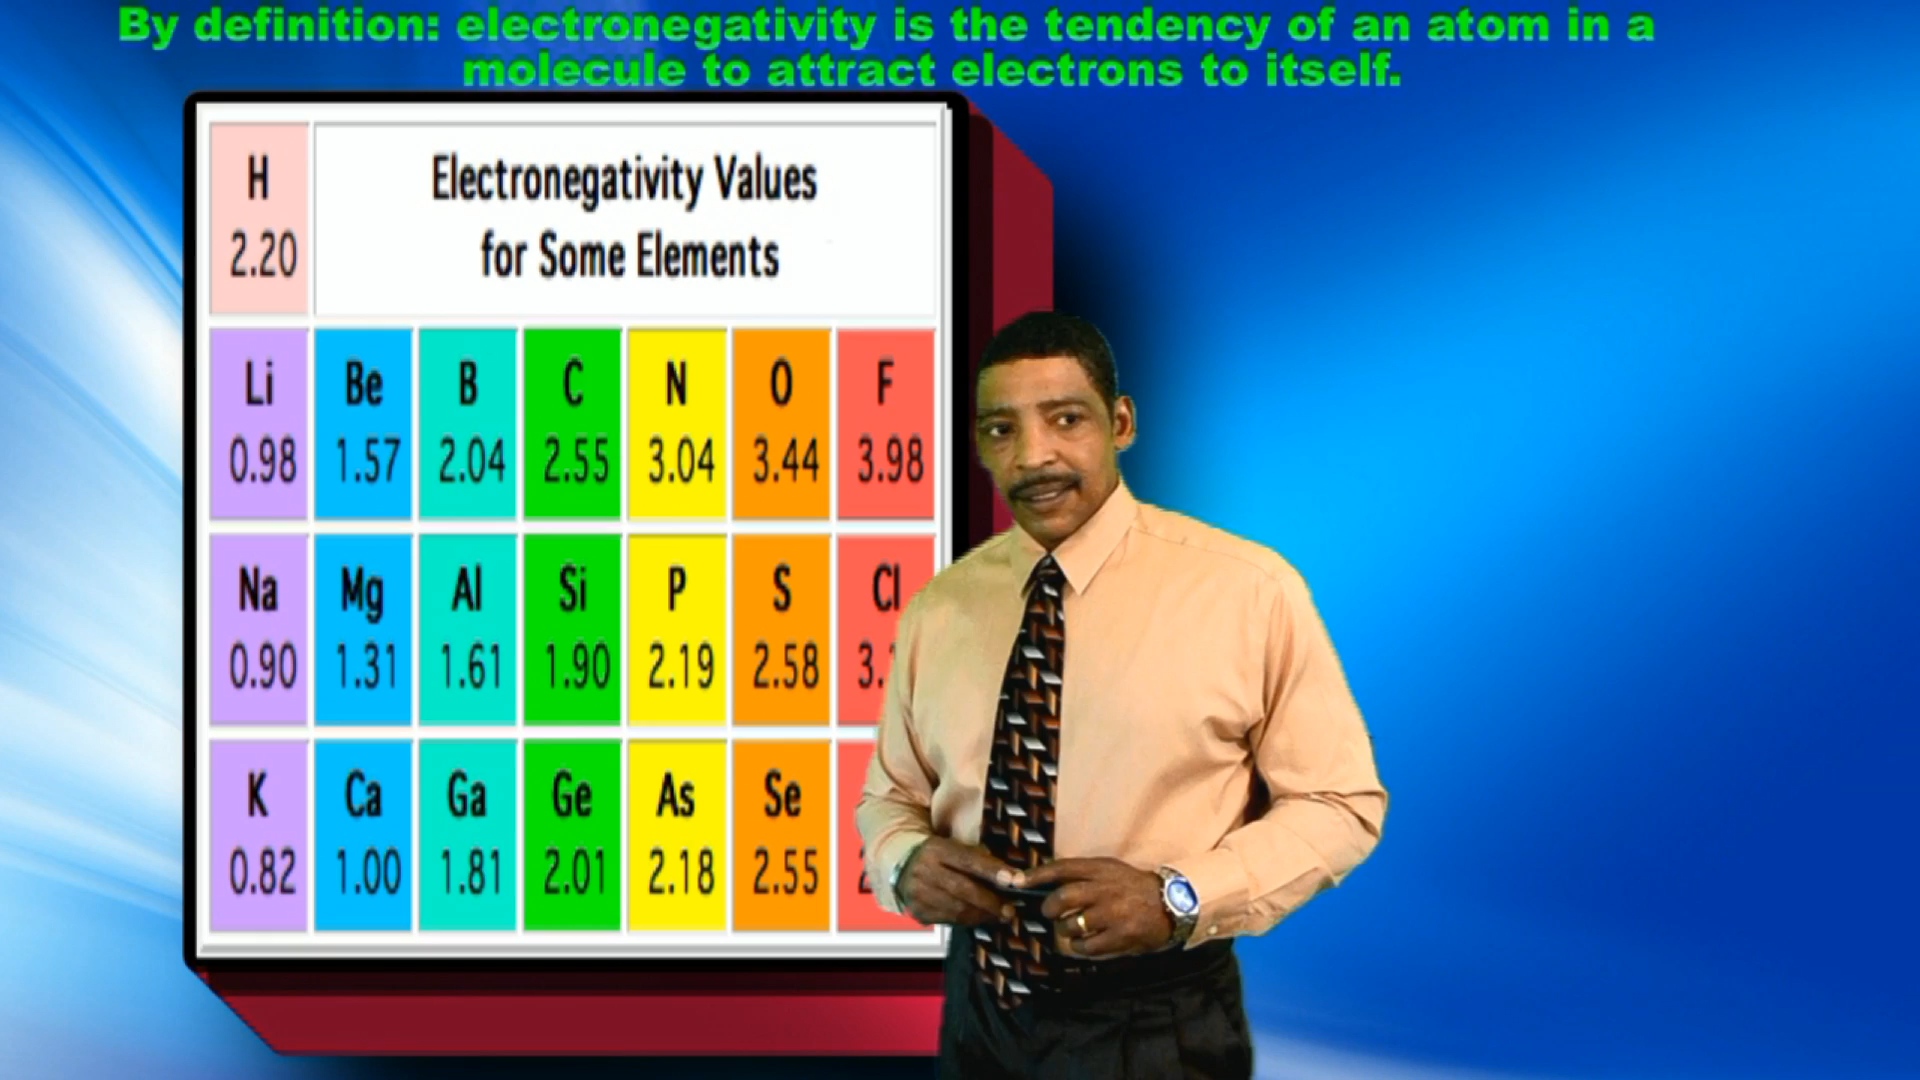 By definition: electronegativity is the tendency of an atom in a
molecule to attract electrons to itself.
H
2.20
Electronegativity Values
for Some Elements
Li Be B C N O F
0.98 1.57 2.04 2.55 3.04 3.44 3.98
Na Mg Al Si P S Cl
0.90 1.31 1.61 1.90 2.19 2.58
K Ca Ga Ge As Se
0.82 1.00 1.81 2.01 2.18 2.55